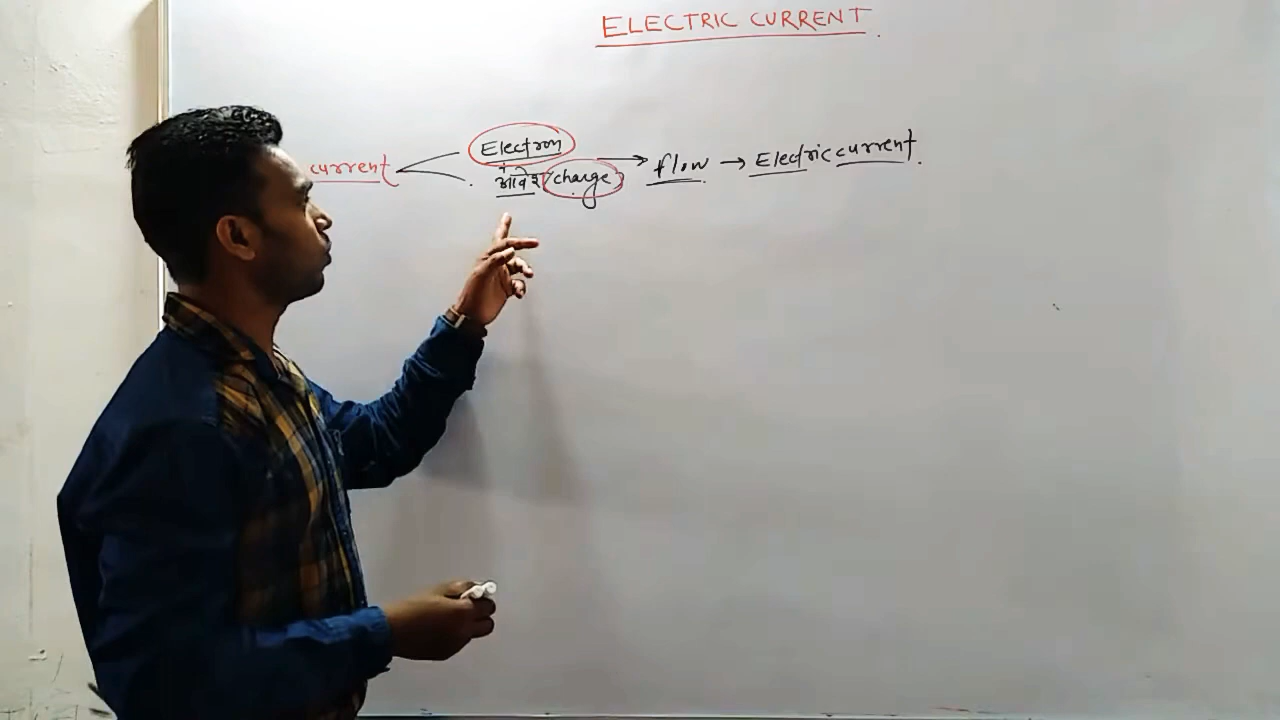 ELECTRIC CURRENT.
Electron
current आवेश/charge → flow → Electric current.